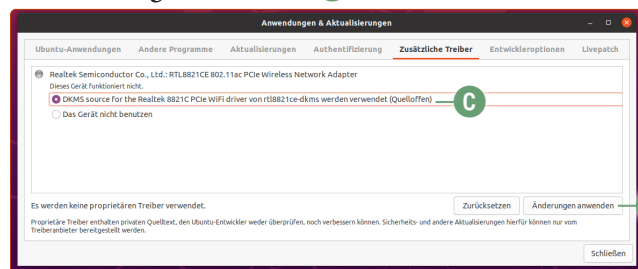 Anwendungen & Aktualisierungen
Ubuntu-Anwendungen Andere Programme Aktualisierungen Authentifizierung Zusätzliche Treiber Entwickleroptionen Livepatch
Realtek Semiconductor Co., Ltd.: RTL8821CE 802.11ac PCIe Wireless Network Adapter
Dieses Gerät funktioniert nicht.
DKMS source for the Realtek 8821C PCIe WiFi driver von rtl8821ce-dkms werden verwendet (Quelloffen)
C
Das Gerät nicht benutzen
Es werden keine proprietären Treiber verwendet.
Zurücksetzen Änderungen anwenden
Proprietäre Treiber enthalten privaten Quelltext, den Ubuntu-Entwickler weder überprüfen, noch verbessern können. Sicherheits- und andere Aktualisierungen hierfür können nur vom
Treiberanbieter bereitgestellt werden.
Schließen